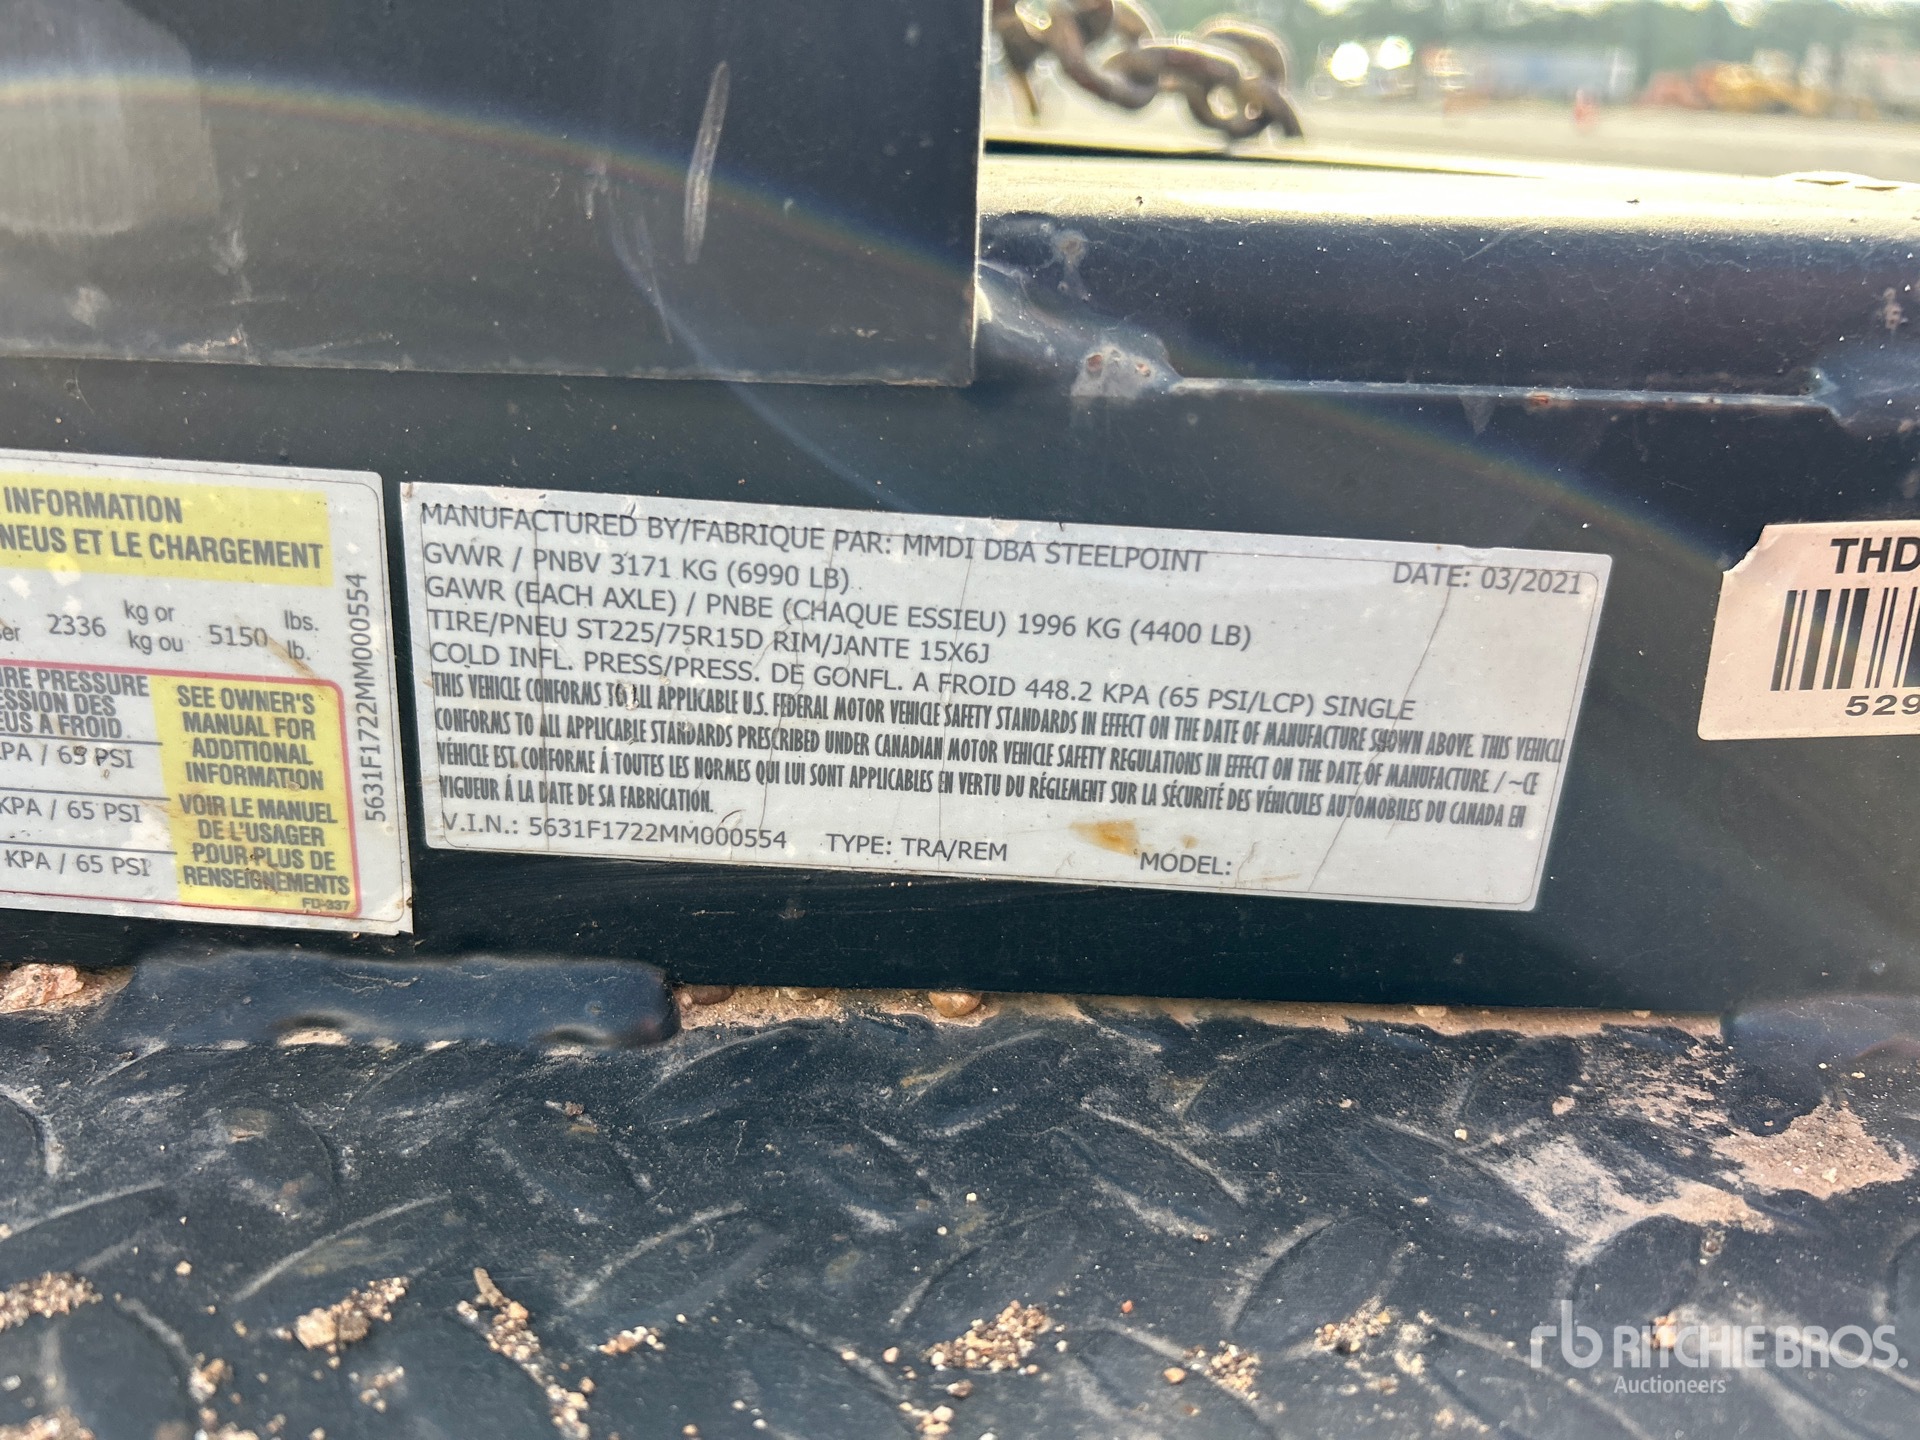 INFORMATION
NEUS ET LE CHARGEMENT
2336 kg or kg ou 5150 lbs. lb.
IRE PRESSURE
ESSION DES
EUS A FROID
KPA / 65 PSI
KPA / 65 PSI
KPA / 65 PSI
SEE OWNER'S
MANUAL FOR
ADDITIONAL
INFORMATION
VOIR LE MANUEL
DE L'USAGER
POUR PLUS DE
RENSEIGNEMENTS
FD-337
5631F1722MM000554
MANUFACTURED BY/FABRIQUE PAR: MMDI DBA STEELPOINT
GVWR / PNBV 3171 KG (6990 LB) DATE: 03/2021
GAWR (EACH AXLE) / PNBE (CHAQUE ESSIEU) 1996 KG (4400 LB)
TIRE/PNEU ST225/75R15D RIM/JANTE 15X6J
COLD INFL. PRESS/PRESS. DE GONFL. A FROID 448.2 KPA (65 PSI/LCP) SINGLE
THIS VEHICLE CONFORMS TO ALL APPLICABLE U.S. FEDERAL MOTOR VEHICLE SAFETY STANDARDS IN EFFECT ON THE DATE OF MANUFACTURE SHOWN ABOVE. THIS VEHICLE
CONFORMS TO ALL APPLICABLE STANDARDS PRESCRIBED UNDER CANADIAN MOTOR VEHICLE SAFETY REGULATIONS IN EFFECT ON THE DATE OF MANUFACTURE. / ~CE
VÉHICLE EST CONFORME À TOUTES LES NORMES QUI LUI SONT APPLICABLES EN VERTU DU RÉGLEMENT SUR LA SÉCURITÉ DES VÉHICULES AUTOMOBILES DU CANADA EN
VIGUEUR Á LA DATE DE SA FABRICATION.
V.I.N.: 5631F1722MM000554 TYPE: TRA/REM MODEL:
THD
529
rb RITCHIE BROS.
Auctioneers